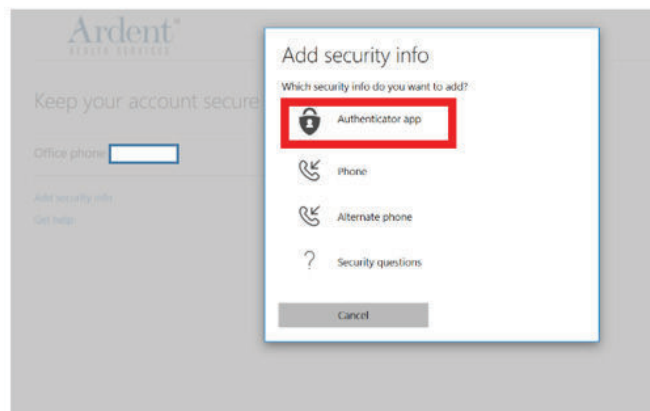 Ardent
HEALTH SERVICES
Keep your account secure
Office phone
Add security info
Get help
Add security info
Which security info do you want to add?
Authenticator app
Phone
Alternate phone
Security questions
Cancel